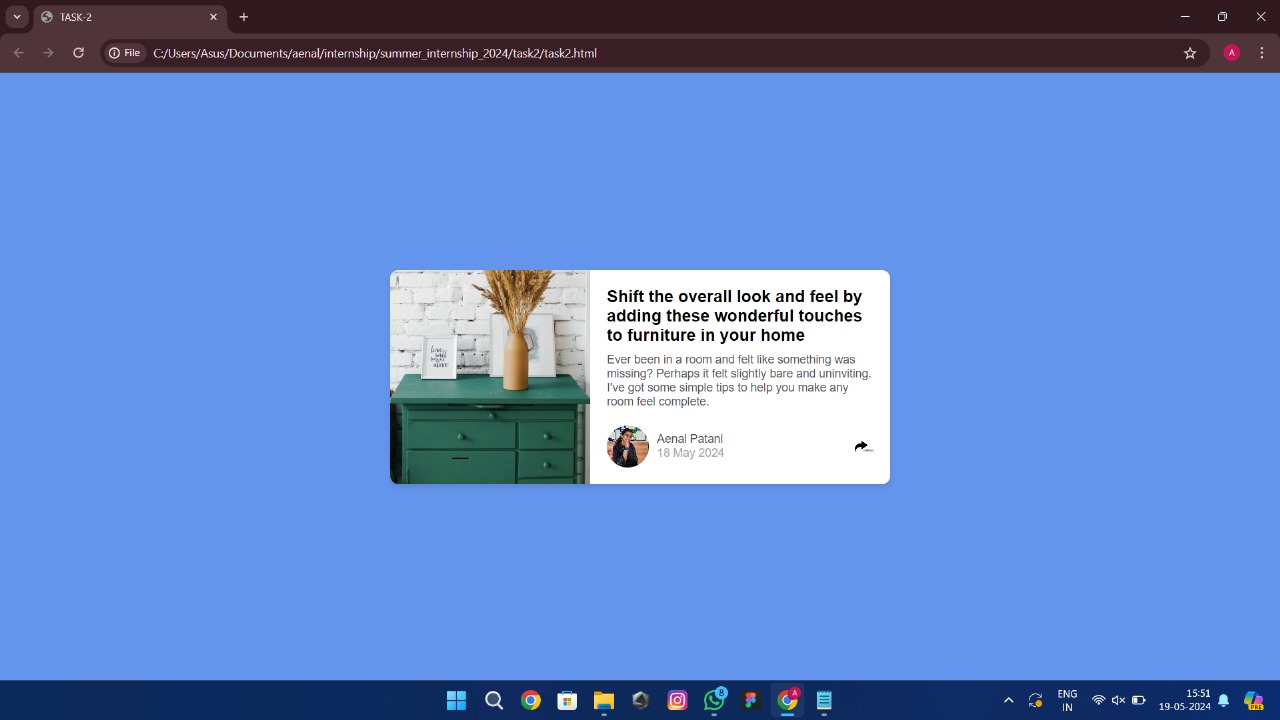 TASK-2
File
C:/Users/Asus/Documents/aenal/internship/summer_internship_2024/task2/task2.html
A
Shift the overall look and feel by
adding these wonderful touches
to furniture in your home
Ever been in a room and felt like something was
missing? Perhaps it felt slightly bare and uninviting.
I've got some simple tips to help you make any
room feel complete.
Aenal Patani
18 May 2024
8
A
ENG
IN
15:51
19-05-2024
PRE